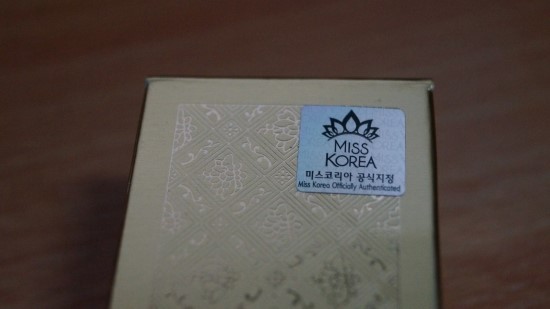 MISS
KOREA
미스코리아 공식지정
Miss Korea Officially Authenticated